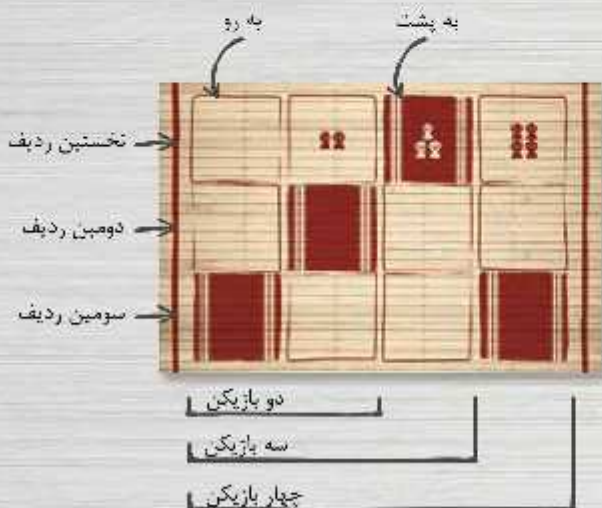 به پشت
به رو
نخستین ردیف
دومین ردیف
سومین ردیف
دو بازیکن
سه بازیکن
چهار بازیکن